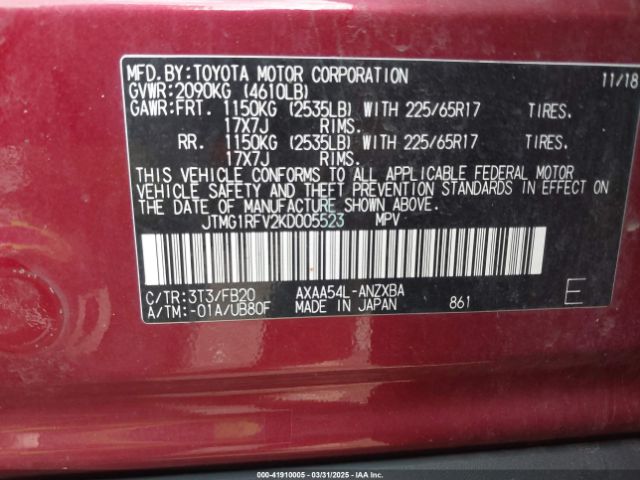 MFD.BY:TOYOTA MOTOR CORPORATION 11/18
GVWR:2090KG (4610LB)
GAWR:FRT. 1150KG (2535LB) WITH 225/65R17 TIRES.
17X7J RIMS.
RR. 1150KG (2535LB) WITH 225/65R17 TIRES.
17X7J RIMS.
THIS VEHICLE CONFORMS TO ALL APPLICABLE FEDERAL MOTOR
VEHICLE SAFETY AND THEFT PREVENTION STANDARDS IN EFFECT ON
THE DATE OF MANUFACTURE SHOWN ABOVE.
JTMG1RFV2KD005523 MPV
C/TR:3T3/FB20 AXAA54L-ANZXBA
A/TM:-01A/UB80F MADE IN JAPAN 861 E
000-41910005 - 03/31/2025 - IAA Inc.